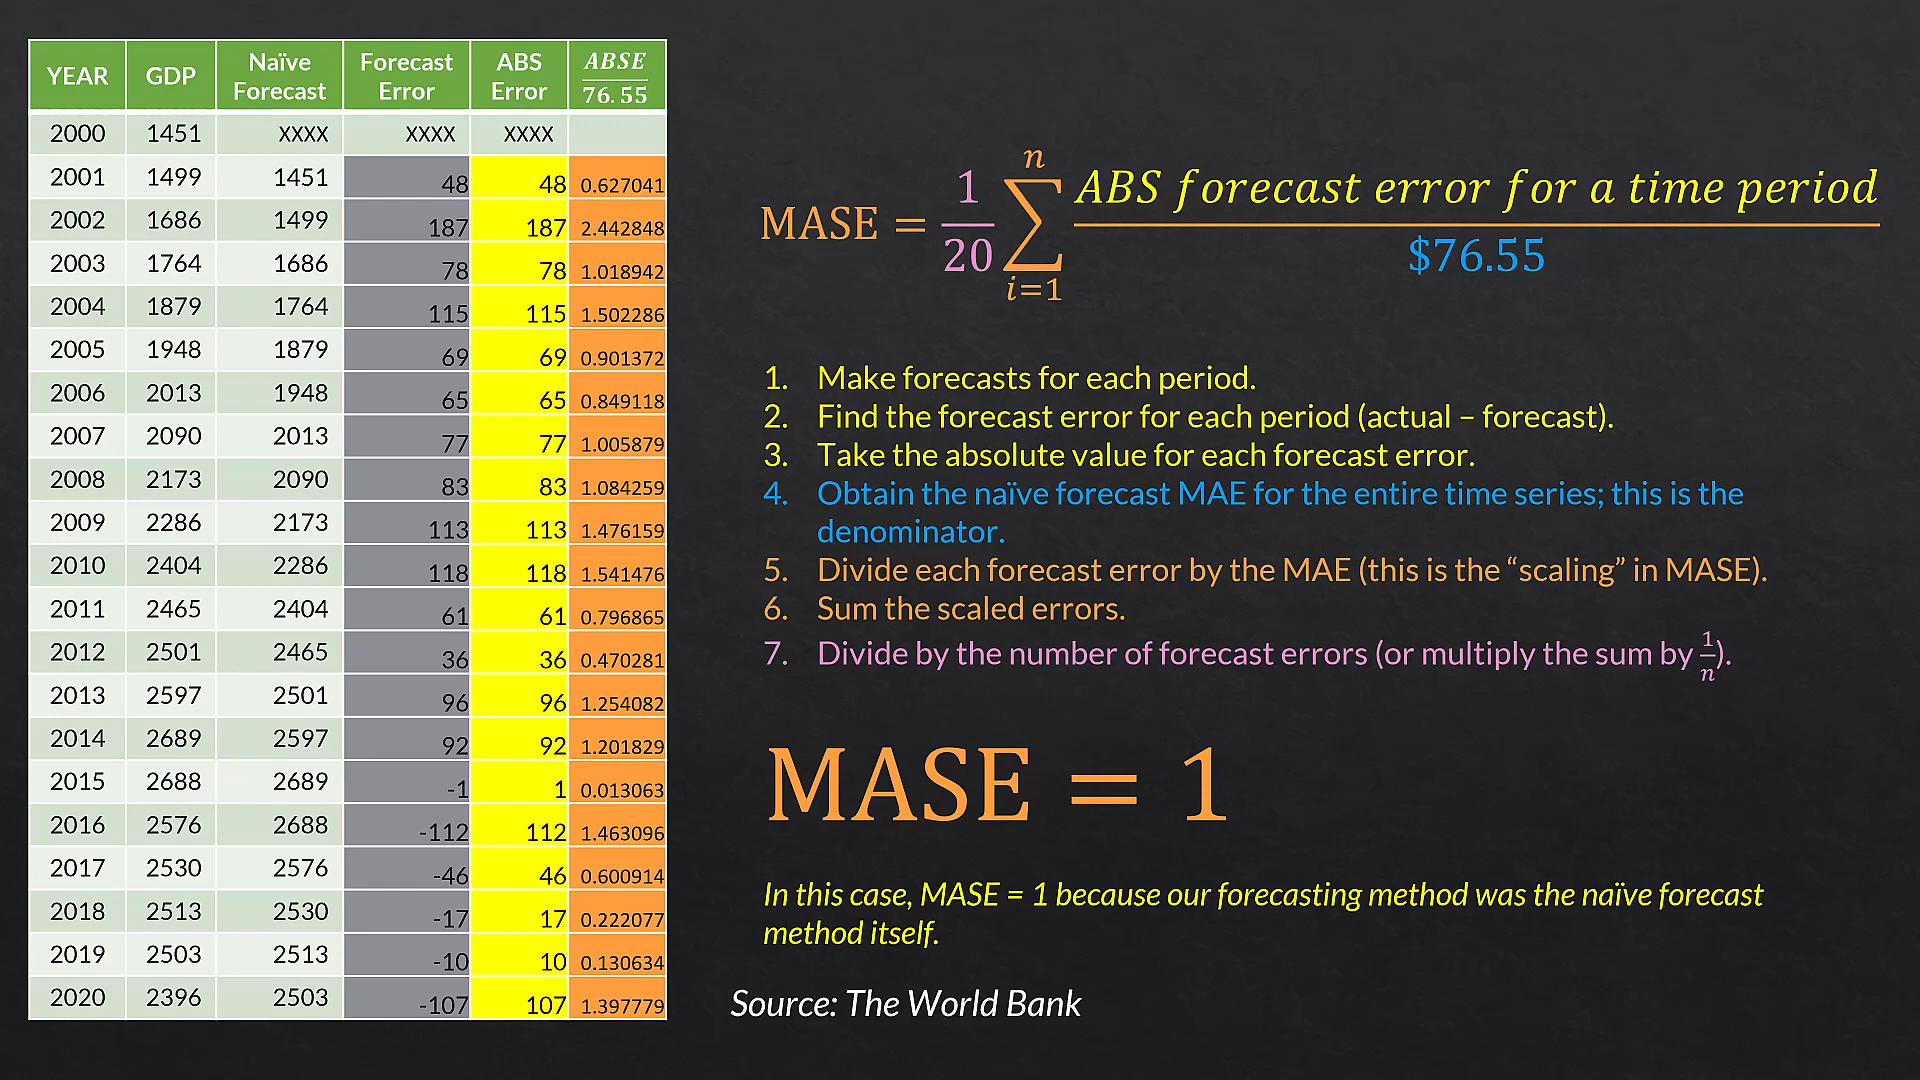 YEAR GDP Naïve Forecast Forecast Error ABS Error ABSE/76.55
2000 1451 XXXX XXXX XXXX
2001 1499 1451 48 48 0.627041
2002 1686 1499 187 187 2.442848
2003 1764 1686 78 78 1.018942
2004 1879 1764 115 115 1.502286
2005 1948 1879 69 69 0.901372
2006 2013 1948 65 65 0.849118
2007 2090 2013 77 77 1.005879
2008 2173 2090 83 83 1.084259
2009 2286 2173 113 113 1.476159
2010 2404 2286 118 118 1.541476
2011 2465 2404 61 61 0.796865
2012 2501 2465 36 36 0.470281
2013 2597 2501 96 96 1.254082
2014 2689 2597 92 92 1.201829
2015 2688 2689 -1 1 0.013063
2016 2576 2688 -112 112 1.463096
2017 2530 2576 -46 46 0.600914
2018 2513 2530 -17 17 0.222077
2019 2503 2513 -10 10 0.130634
2020 2396 2503 -107 107 1.397779
MASE = 1/20 ∑ n i=1 ABS forecast error for a time period / $76.55
1. Make forecasts for each period.
2. Find the forecast error for each period (actual – forecast).
3. Take the absolute value for each forecast error.
4. Obtain the naïve forecast MAE for the entire time series; this is the
denominator.
5. Divide each forecast error by the MAE (this is the “scaling” in MASE).
6. Sum the scaled errors.
7. Divide by the number of forecast errors (or multiply the sum by 1/n).
MASE = 1
In this case, MASE = 1 because our forecasting method was the naïve forecast
method itself.
Source: The World Bank